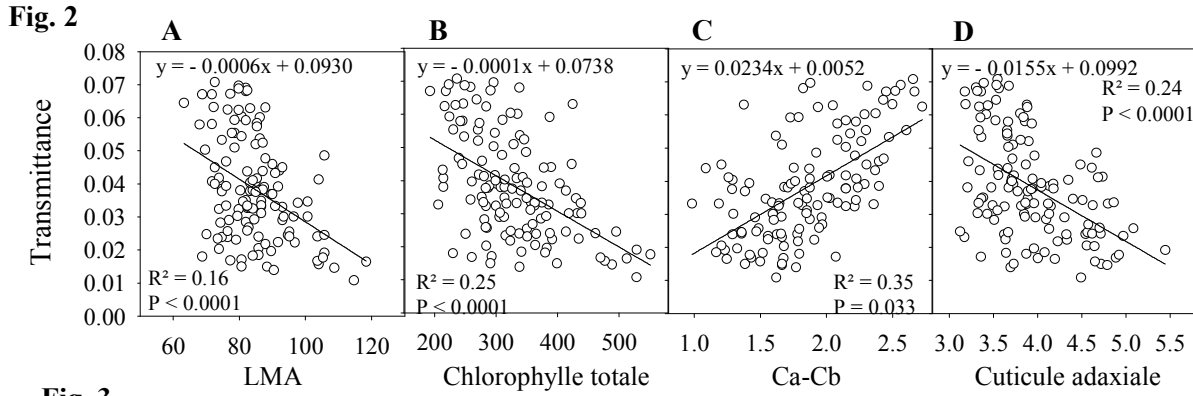 Fig. 2
A B C D
y = - 0.0006x + 0.0930
y = - 0.0001x + 0.0738
y = 0.0234x + 0.0052
y = - 0.0155x + 0.0992
R² = 0.24
P < 0.0001
0.08
0.07
0.06
0.05
0.04
0.03
0.02
0.01
0.00
Transmittance
R² = 0.16
P < 0.0001
R² = 0.25
P < 0.0001
R² = 0.35
P = 0.033
60 80 100 120
200 300 400 500
1.0 1.5 2.0 2.5
3.0 3.5 4.0 4.5 5.0 5.5
LMA
Chlorophylle totale
Ca-Cb
Cuticule adaxiale
Fig. 3